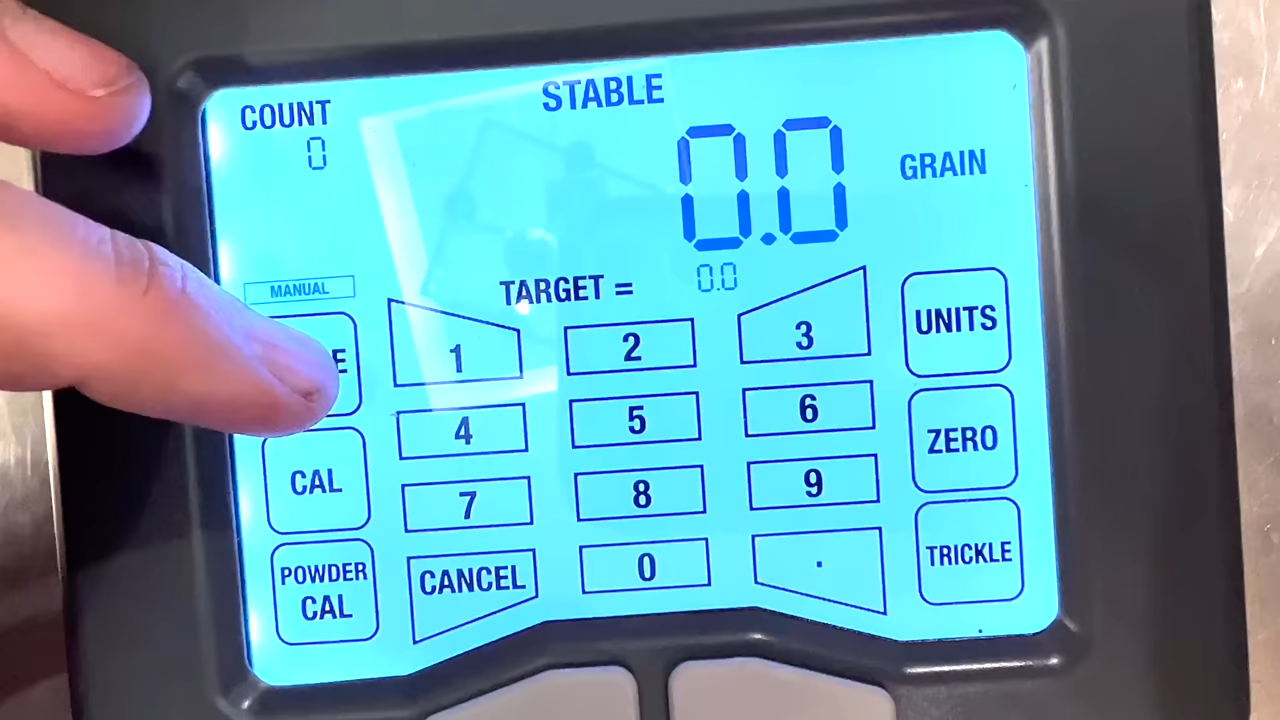 COUNT
STABLE
0
0.0
GRAIN
MANUAL
TARGET =
0.0
E
1
2
3
UNITS
CAL
4
5
6
ZERO
POWDER
CAL
7
8
9
TRICKLE
CANCEL
0
.